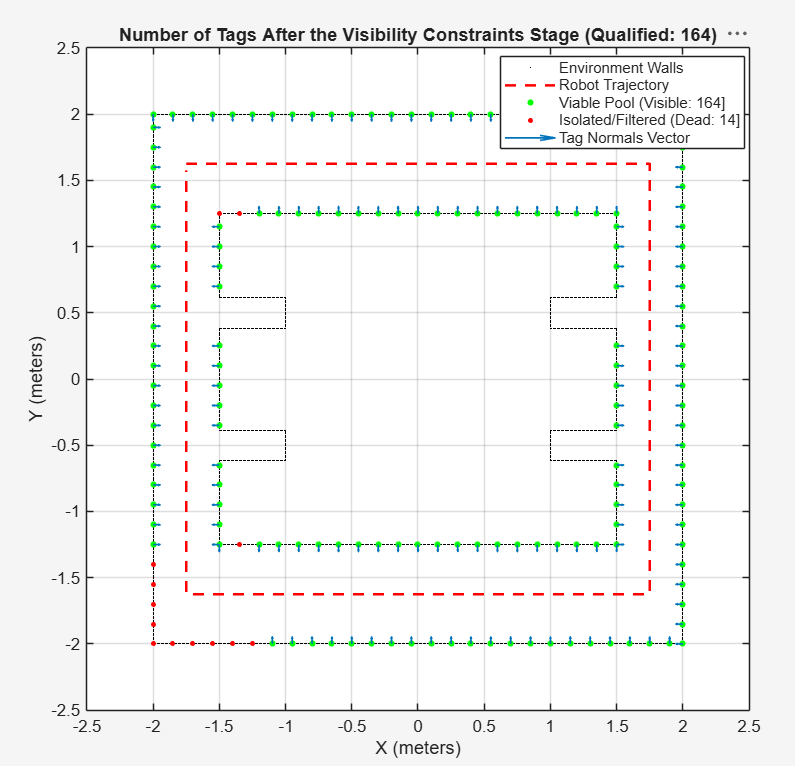 Number of Tags After the Visibility Constraints Stage (Qualified: 164)
Environment Walls
Robot Trajectory
Viable Pool (Visible: 164]
Isolated/Filtered (Dead: 14]
Tag Normals Vector
2.5
2
1.5
1
0.5
0
-0.5
-1
-1.5
-2
-2.5
Y (meters)
-2.5 -2 -1.5 -1 -0.5 0 0.5 1 1.5 2 2.5
X (meters)